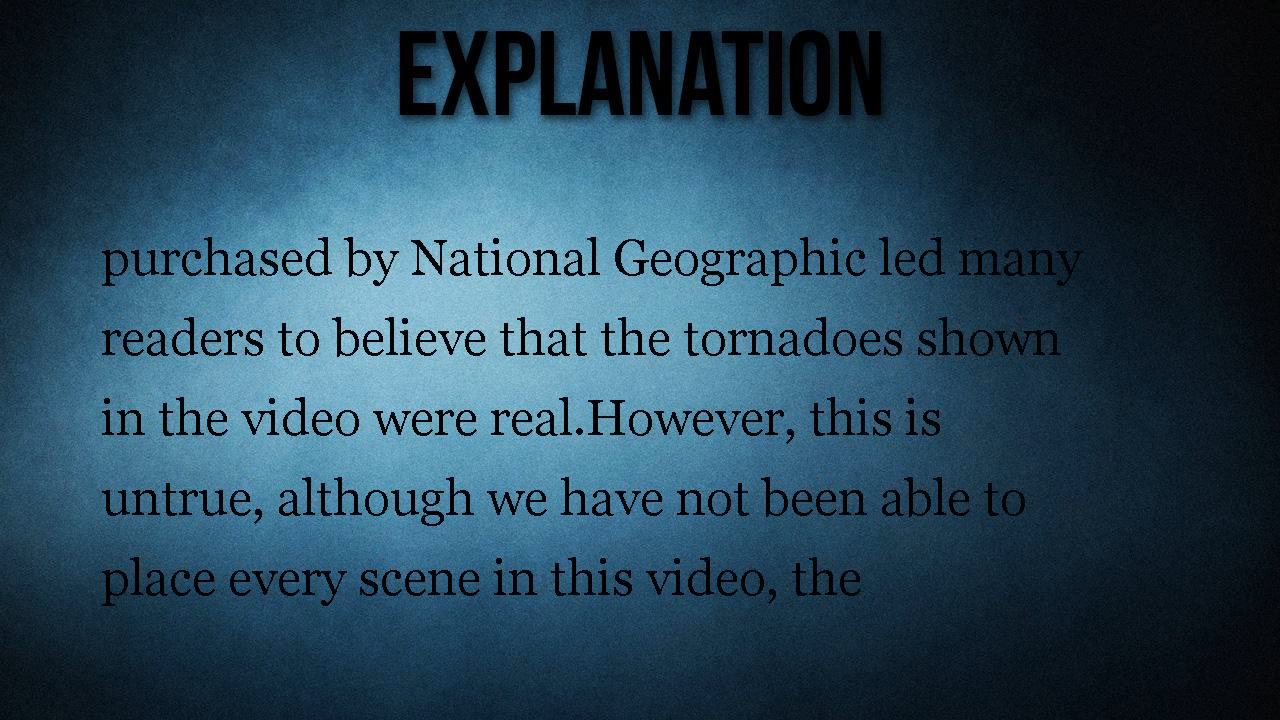 EXPLANATION
purchased by National Geographic led many
readers to believe that the tornadoes shown
in the video were real.However, this is
untrue, although we have not been able to
place every scene in this video, the